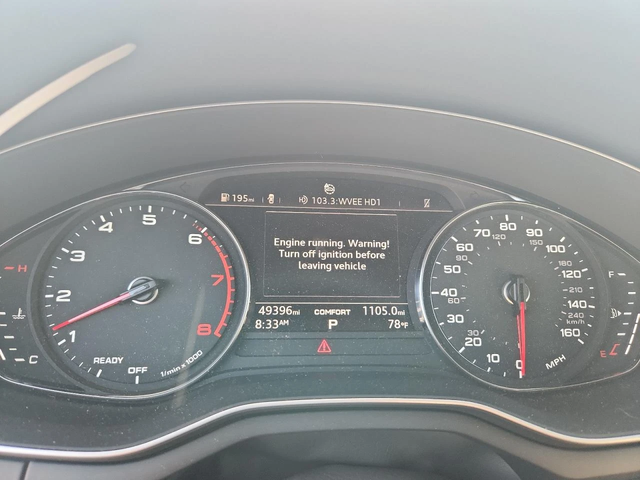 195mi 103.3:WVEE HD1
Engine running. Warning!
Turn off ignition before
leaving vehicle
49396mi COMFORT 1105.0mi
8:33AM P 78°F
H
C
1
2
3
4
5
6
7
8
READY
OFF
1/min x 1000
0
10
20
30
40
50
60
70
80
90
100
120
140
160
MPH
30
60
90
120
150
180
210
240
km/h
F
E